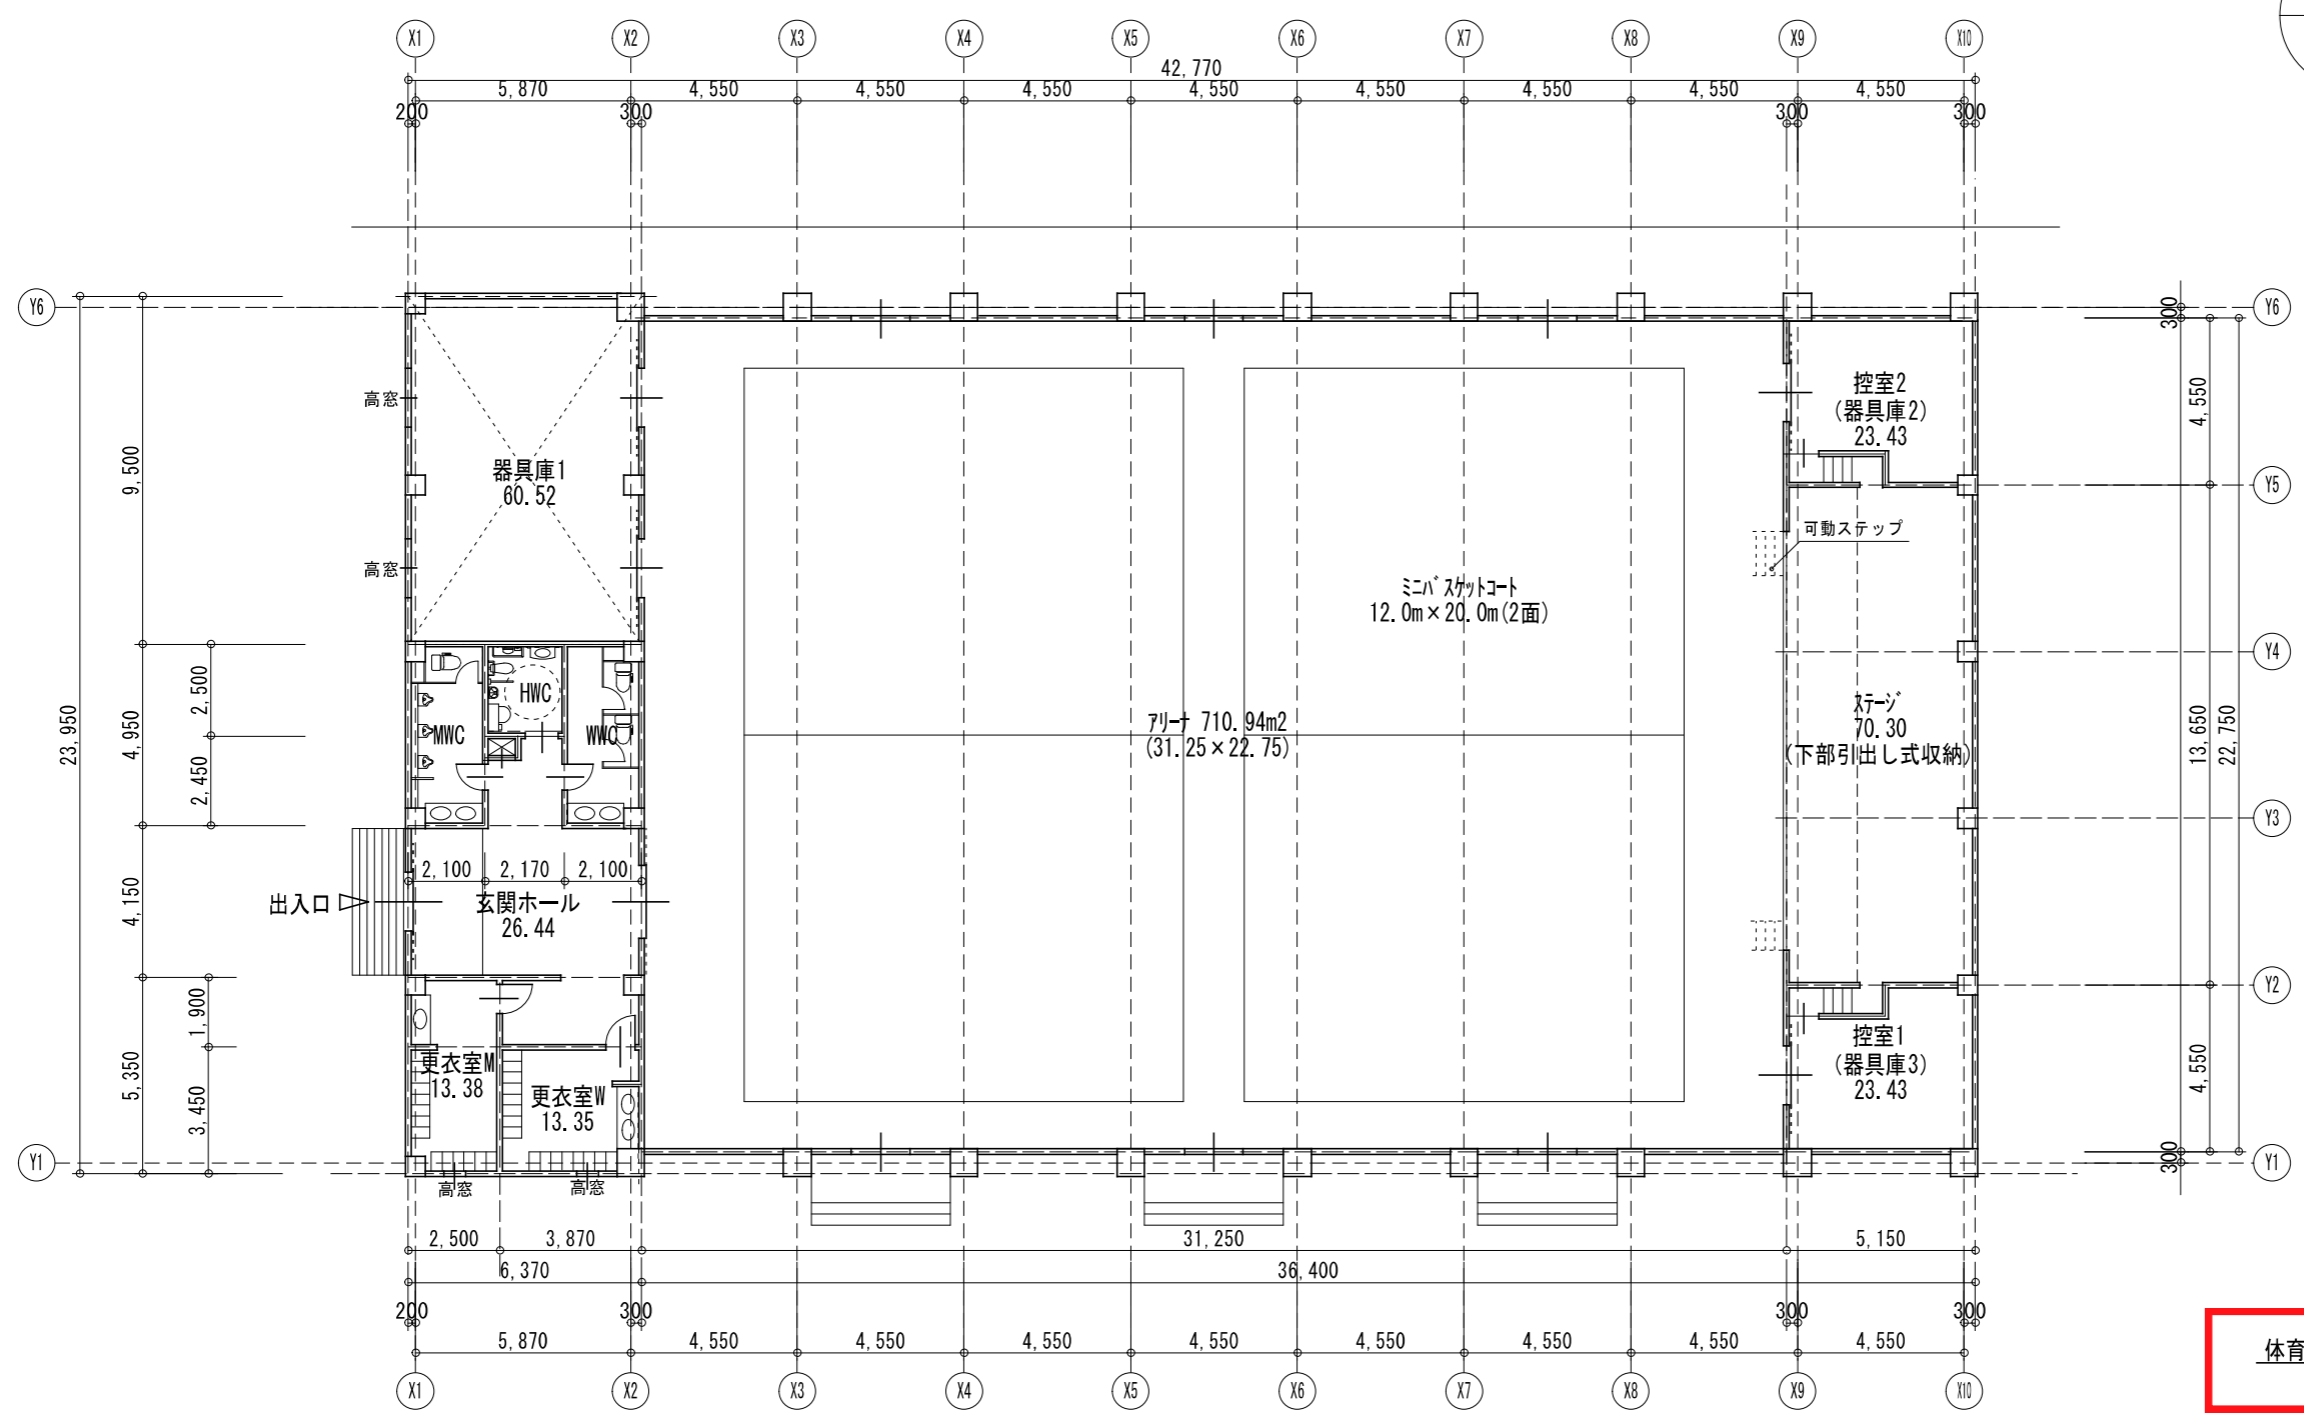 X1 X2 X3 X4 X5 X6 X7 X8 X9 X10
42,770
5,870 4,550 4,550 4,550 4,550 4,550 4,550 4,550 4,550
200 300 300 300
Y6 Y6
300
高窓
器具庫1
60.52
高窓
控室2
(器具庫2)
23.43
4,550
9,500
Y5
可動ステップ
ミニバスケットコート
12.0m×20.0m(2面)
Y4
2,500
HWC
MWC
WWC
アリーナ 710.94m2
(31.25×22.75)
ステージ
70.30
(下部引出し式収納)
23,950
4,950
2,450
13,650
22,750
Y3
2,100 2,170 2,100
4,150
出入口
玄関ホール
26.44
Y2
1,900
5,350
3,450
更衣室M
13.38
更衣室W
13.35
控室1
(器具庫3)
23.43
4,550
300
Y1 Y1
高窓 高窓
2,500 3,870 31,250 5,150
6,370 36,400
200 300 300 300
5,870 4,550 4,550 4,550 4,550 4,550 4,550 4,550 4,550
X1 X2 X3 X4 X5 X6 X7 X8 X9 X10
体育